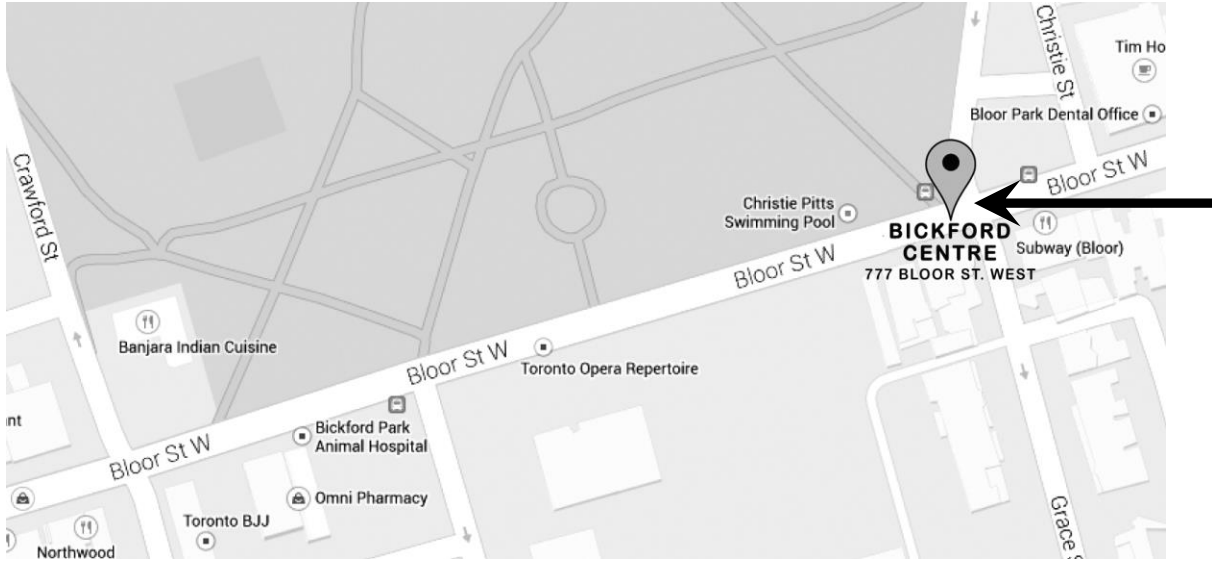 Christie St
Tim Ho
Bloor Park Dental Office
Crawford St
Bloor St W
Christie Pitts
Swimming Pool
BICKFORD
CENTRE
777 BLOOR ST. WEST
Subway (Bloor)
Bloor St W
Banjara Indian Cuisine
Bloor St W
Toronto Opera Repertoire
nt
Bickford Park
Animal Hospital
Bloor St W
Omni Pharmacy
Toronto BJJ
Grace S
Northwood